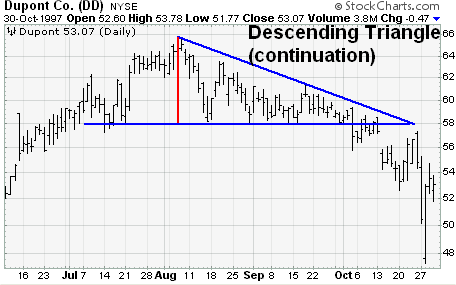 Dupont Co. (DD) NYSE © StockCharts.com
30-Oct-1997 Open 52.60 High 53.78 Low 51.77 Close 53.07 Volume 3.8M Chg -0.47
Dupont 53.07 (Daily)
Descending Triangle
(continuation)
66
64
62
60
58
56
54
52
50
48
16 23 Jul 7 14 21 Aug 11 18 25 Sep 8 15 22 Oct 6 13 20 27